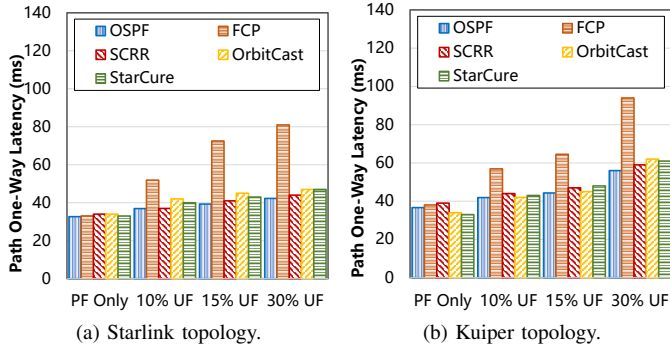 Path One-Way Latency (ms)
140
120
100
80
60
40
20
0
OSPF
FCP
SCRR
OrbitCast
StarCure
PF Only
10% UF
15% UF
30% UF
(a) Starlink topology.
Path One-Way Latency (ms)
140
120
100
80
60
40
20
0
OSPF
FCP
SCRR
OrbitCast
StarCure
PF Only
10% UF
15% UF
30% UF
(b) Kuiper topology.